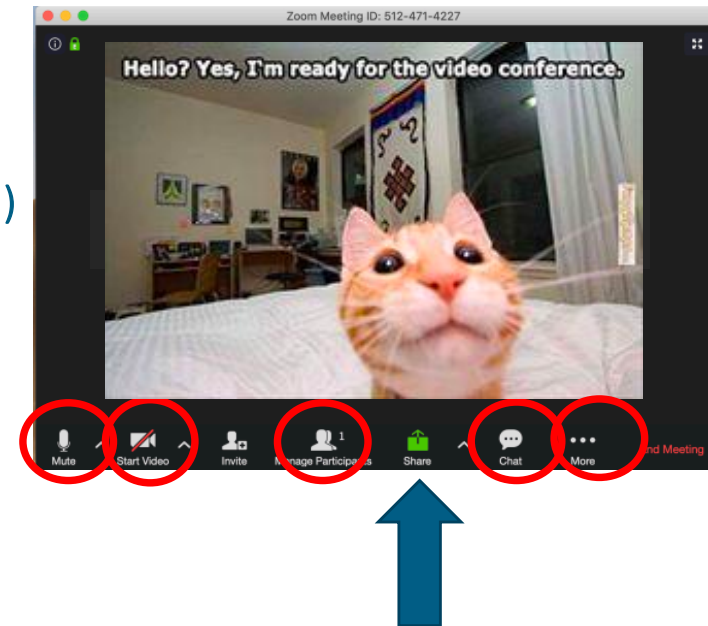 Zoom Meeting ID: 512-471-4227
Hello? Yes, I'm ready for the video conference.
)
1
Mute
Start Video
Invite
Manage Participants
Share
Chat
More
nd Meeting